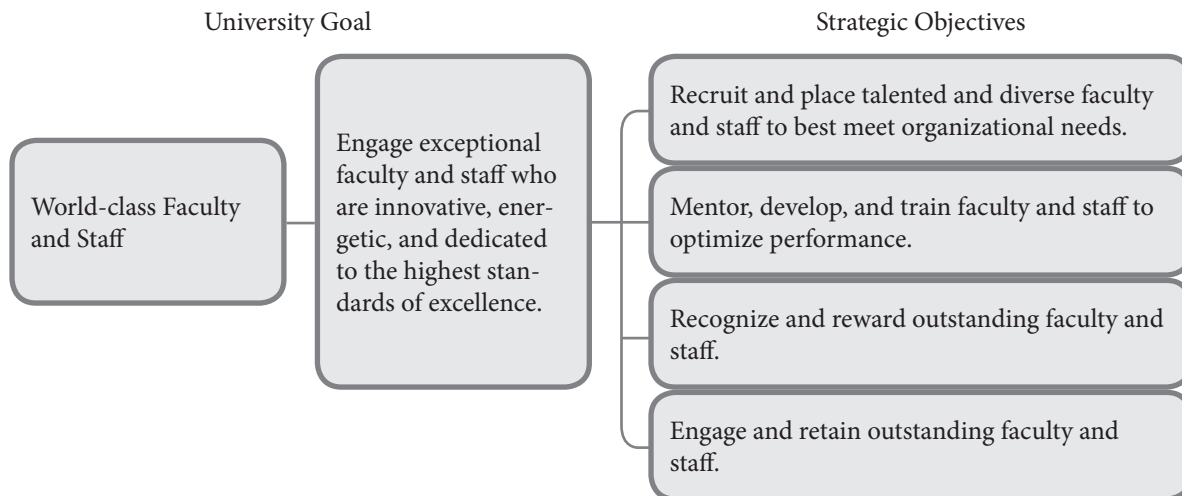 University Goal
Strategic Objectives
World-class Faculty
and Staff
Engage exceptional
faculty and staff who
are innovative, ener-
getic, and dedicated
to the highest stan-
dards of excellence.
Recruit and place talented and diverse faculty
and staff to best meet organizational needs.
Mentor, develop, and train faculty and staff to
optimize performance.
Recognize and reward outstanding faculty and
staff.
Engage and retain outstanding faculty and
staff.